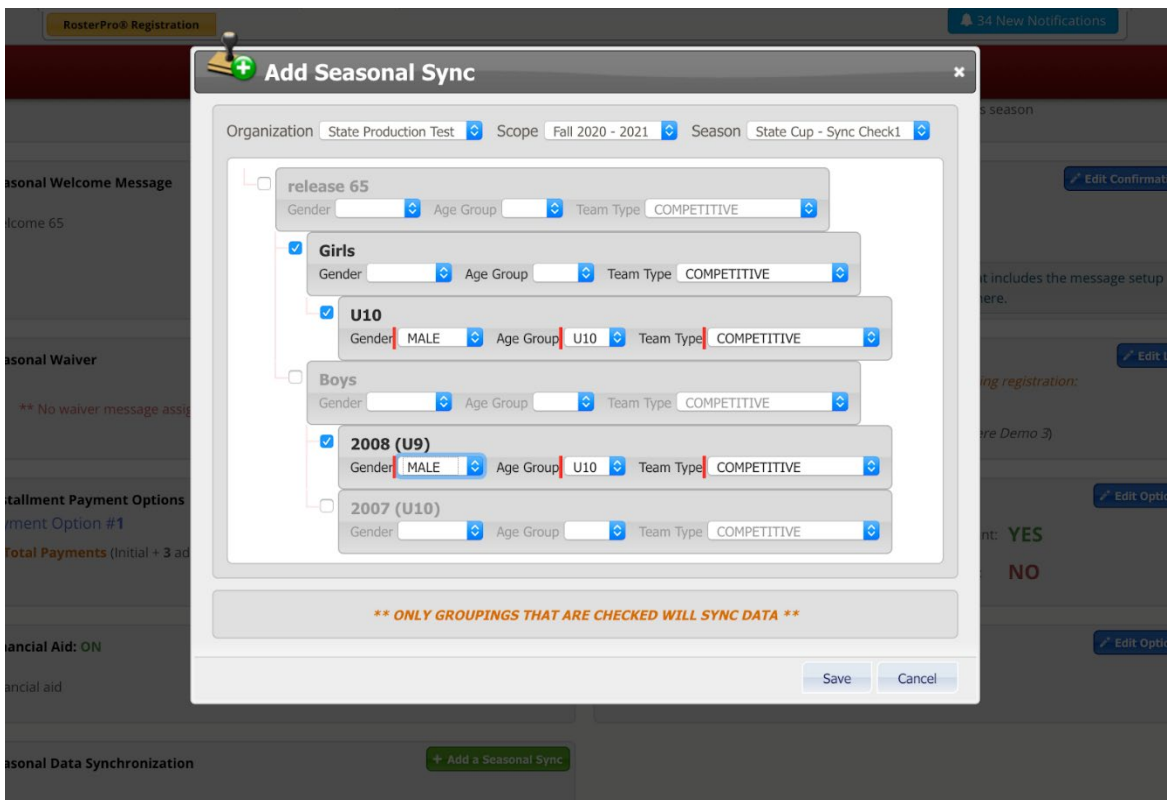 RosterPro® Registration
34 New Notifications
Add Seasonal Sync
s season
Organization State Production Test Scope Fall 2020 - 2021 Season State Cup - Sync Check1
asonal Welcome Message
Edit Confirmat
release 65
Gender Age Group Team Type COMPETITIVE
lcome 65
Girls
Gender Age Group Team Type COMPETITIVE
t includes the message setup
ere.
U10
Gender MALE Age Group U10 Team Type COMPETITIVE
asonal Waiver
Edit
Boys
ing registration:
Gender Age Group Team Type COMPETITIVE
** No waiver message assig
ere Demo 3)
2008 (U9)
Gender MALE Age Group U10 Team Type COMPETITIVE
stallment Payment Options
Edit Optio
2007 (U10)
yment Option #1
Gender Age Group Team Type COMPETITIVE
nt: YES
Total Payments (Initial + 3 ad
NO
** ONLY GROUPINGS THAT ARE CHECKED WILL SYNC DATA **
nancial Aid: ON
Edit Optio
Save Cancel
ancial aid
asonal Data Synchronization
+ Add a Seasonal Sync